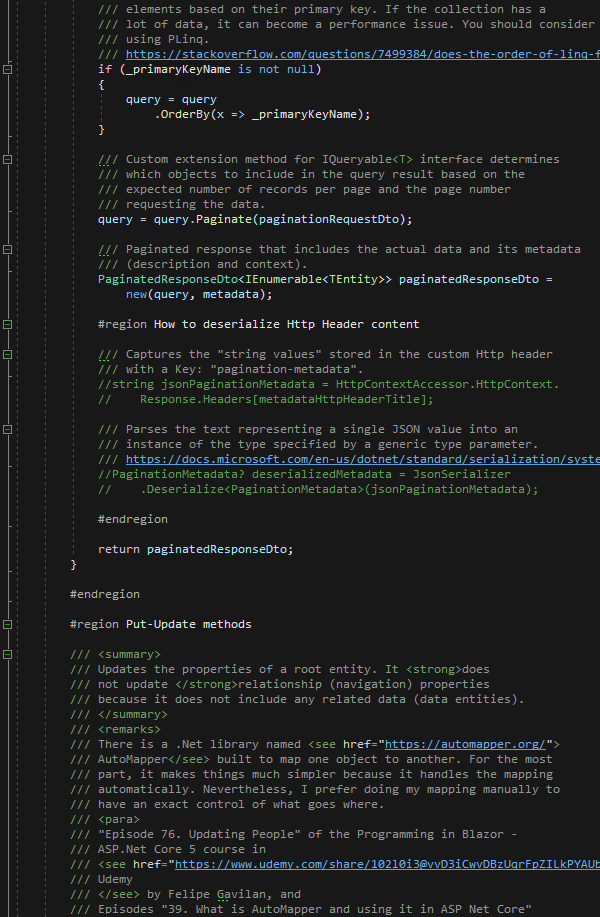 /// elements based on their primary key. If the collection has a
/// lot of data, it can become a performance issue. You should consider
/// using PLinq.
/// https://stackoverflow.com/questions/7499384/does-the-order-of-linq-f
if (_primaryKeyName is not null)
{
query = query
.OrderBy(x => _primaryKeyName);
}
/// Custom extension method for IQueryable<T> interface determines
/// which objects to include in the query result based on the
/// expected number of records per page and the page number
/// requesting the data.
query = query.Paginate(paginationRequestDto);
/// Paginated response that includes the actual data and its metadata
/// (description and context).
PaginatedResponseDto<IEnumerable<TEntity>> paginatedResponseDto =
new(query, metadata);
#region How to deserialize Http Header content
/// Captures the "string values" stored in the custom Http header
/// with a Key: "pagination-metadata".
//string jsonPaginationMetadata = HttpContextAccessor.HttpContext.
//    Response.Headers[metadataHttpHeaderTitle];
/// Parses the text representing a single JSON value into an
/// instance of the type specified by a generic type parameter.
/// https://docs.microsoft.com/en-us/dotnet/standard/serialization/syste
//PaginationMetadata? deserializedMetadata = JsonSerializer
//    .Deserialize<PaginationMetadata>(jsonPaginationMetadata);
#endregion
return paginatedResponseDto;
}
#endregion
#region Put-Update methods
/// <summary>
/// Updates the properties of a root entity. It <strong>does
/// not update </strong>relationship (navigation) properties
/// because it does not include any related data (data entities).
/// </summary>
/// <remarks>
/// There is a .Net library named <see href="https://automapper.org/">
/// AutoMapper</see> built to map one object to another. For the most
/// part, it makes things much simpler because it handles the mapping
/// automatically. Nevertheless, I prefer doing my mapping manually to
/// have an exact control of what goes where.
/// <para>
/// "Episode 76. Updating People" of the Programming in Blazor -
/// ASP.Net Core 5 course in
/// <see href="https://www.udemy.com/share/102l0i3@vvD3iCwvDBzUqrFpZILkPYAUb
/// Udemy
/// </see> by Felipe Gavilan, and
/// Episodes "39. What is AutoMapper and using it in ASP Net Core"